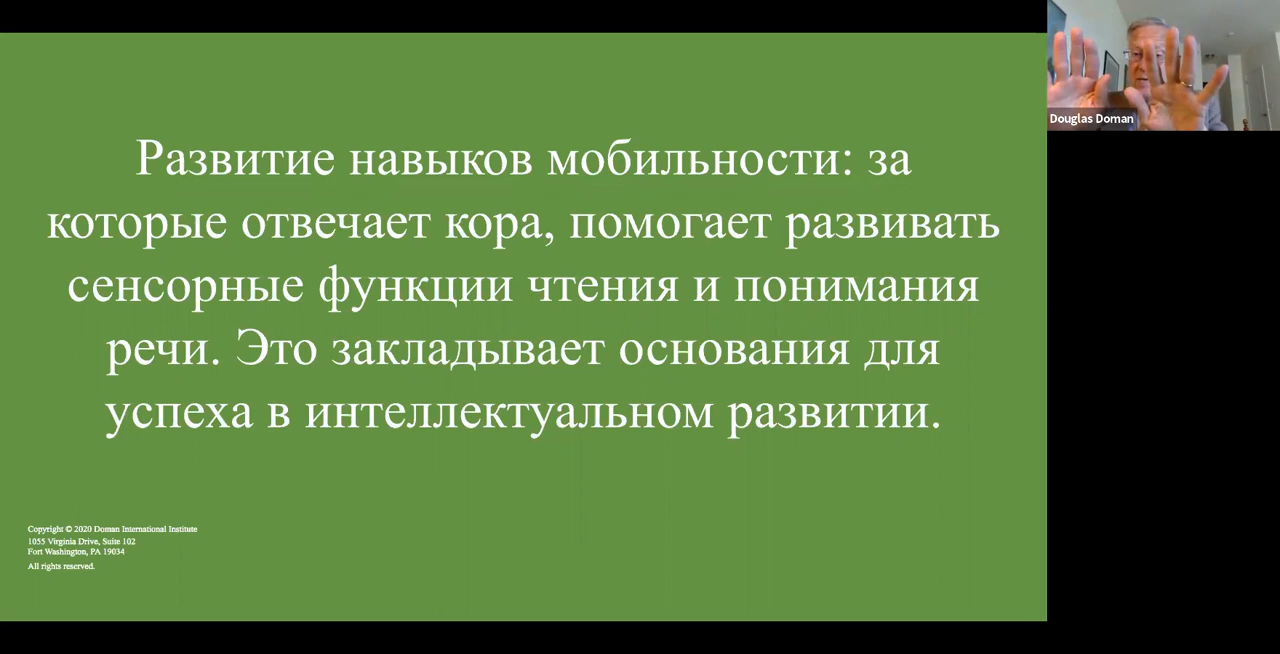 Развитие навыков мобильности: за
которые отвечает кора, помогает развивать
сенсорные функции чтения и понимания
речи. Это закладывает основания для
успеха в интеллектуальном развитии.
Copyright © 2020 Doman International Institute
1055 Virginia Drive, Suite 102
Fort Washington, PA 19034
All rights reserved.
Douglas Doman